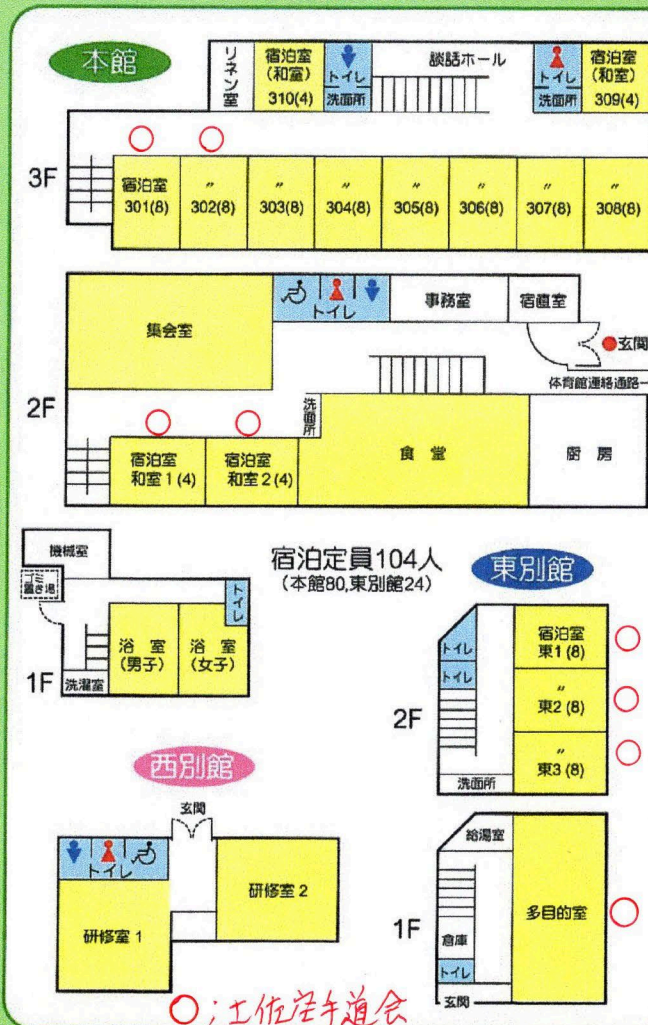 本館
リネン室
宿泊室
(和室)
310(4)
トイレ
洗面所
談話ホール
トイレ
洗面所
宿泊室
(和室)
309(4)
3F
宿泊室
301(8)
〃
302(8)
〃
303(8)
〃
304(8)
〃
305(8)
〃
306(8)
〃
307(8)
〃
308(8)
集会室
トイレ
事務室
宿直室
玄関
体育館連絡通路
2F
洗面所
宿泊室
和室1(4)
宿泊室
和室2(4)
食堂
厨房
機械室
ゴミ置き場
トイレ
浴室
(男子)
浴室
(女子)
1F
洗濯室
宿泊定員104人
(本館80,東別館24)
東別館
トイレ
トイレ
2F
洗面所
宿泊室
東1(8)
〃
東2(8)
〃
東3(8)
西別館
玄関
トイレ
研修室1
研修室2
給湯室
1F
倉庫
トイレ
玄関
多目的室
○;土佐空手道会